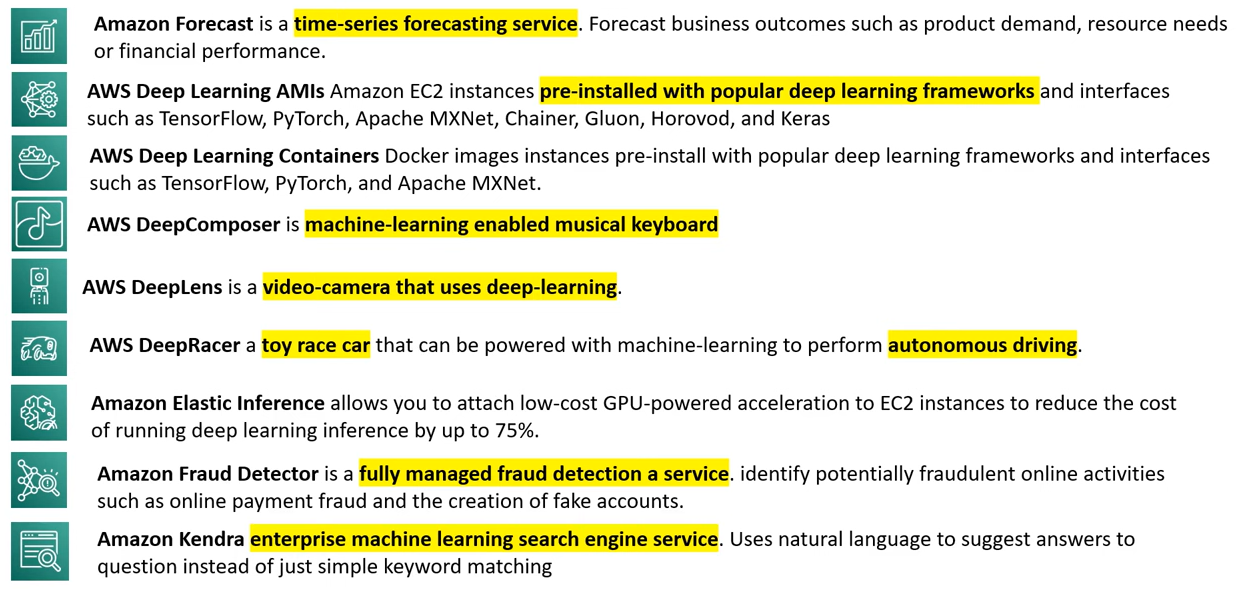 Amazon Forecast is a time-series forecasting service. Forecast business outcomes such as product demand, resource needs
or financial performance.
AWS Deep Learning AMIs Amazon EC2 instances pre-installed with popular deep learning frameworks and interfaces
such as TensorFlow, PyTorch, Apache MXNet, Chainer, Gluon, Horovod, and Keras
AWS Deep Learning Containers Docker images instances pre-install with popular deep learning frameworks and interfaces
such as TensorFlow, PyTorch, and Apache MXNet.
AWS DeepComposer is machine-learning enabled musical keyboard
AWS DeepLens is a video-camera that uses deep-learning.
AWS DeepRacer a toy race car that can be powered with machine-learning to perform autonomous driving.
Amazon Elastic Inference allows you to attach low-cost GPU-powered acceleration to EC2 instances to reduce the cost
of running deep learning inference by up to 75%.
Amazon Fraud Detector is a fully managed fraud detection a service. identify potentially fraudulent online activities
such as online payment fraud and the creation of fake accounts.
Amazon Kendra enterprise machine learning search engine service. Uses natural language to suggest answers to
question instead of just simple keyword matching